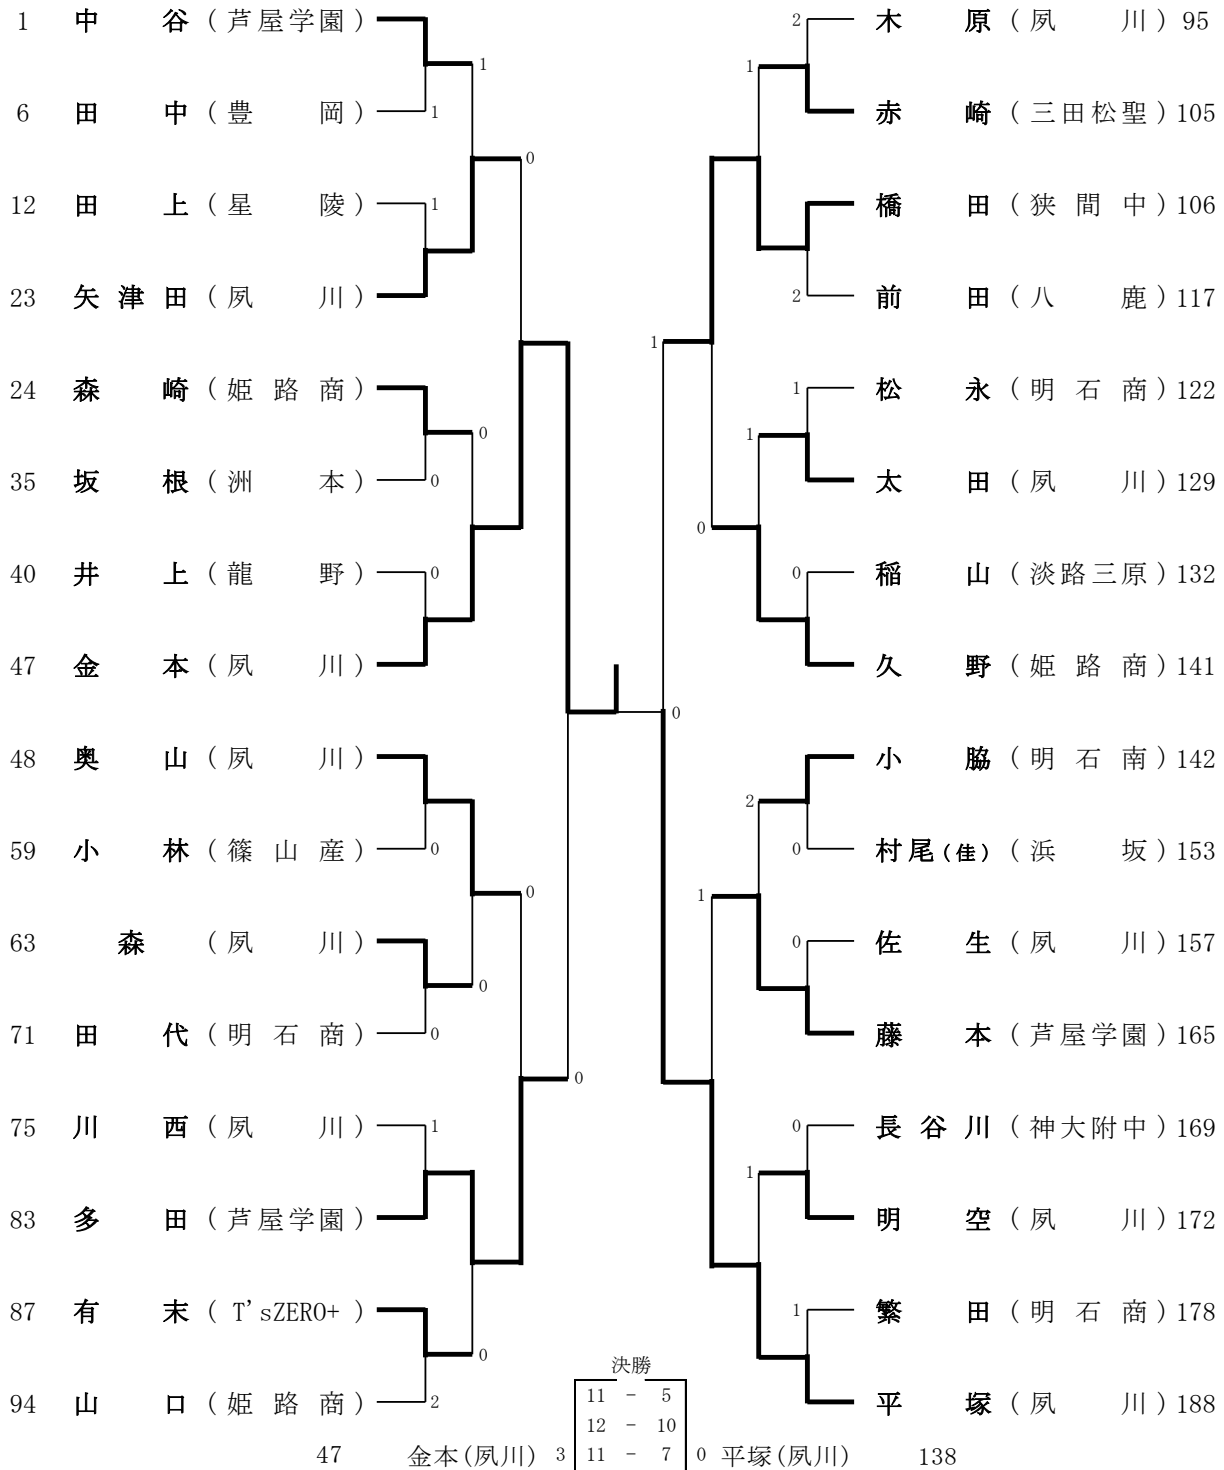 1 中谷 (芦屋学園) 2 木原 (夙川) 95
1 1
6 田中 (豊岡) 1 赤崎 (三田松聖) 105
0
12 田上 (星陵) 1 橋田 (狭間中) 106
23 矢津田 (夙川) 2 前田 (八鹿) 117
1
24 森崎 (姫路商) 1 松永 (明石商) 122
0 1
35 坂根 (洲本) 0 太田 (夙川) 129
0
40 井上 (龍野) 0 0 稲山 (淡路三原) 132
47 金本 (夙川) 久野 (姫路商) 141
0
48 奥山 (夙川) 小脇 (明石南) 142
2
59 小林 (篠山産) 0 0 村尾(佳) (浜坂) 153
0 1
63 森 (夙川) 0 佐生 (夙川) 157
0
71 田代 (明石商) 0 藤本 (芦屋学園) 165
0
75 川西 (夙川) 1 0 長谷川 (神大附中) 169
1
83 多田 (芦屋学園) 明空 (夙川) 172
87 有末 (T'sZERO+) 1 繁田 (明石商) 178
0
決勝
94 山口 (姫路商) 2 11 - 5 平塚 (夙川) 188
12 - 10
47 金本(夙川) 3 11 - 7 0 平塚(夙川) 138